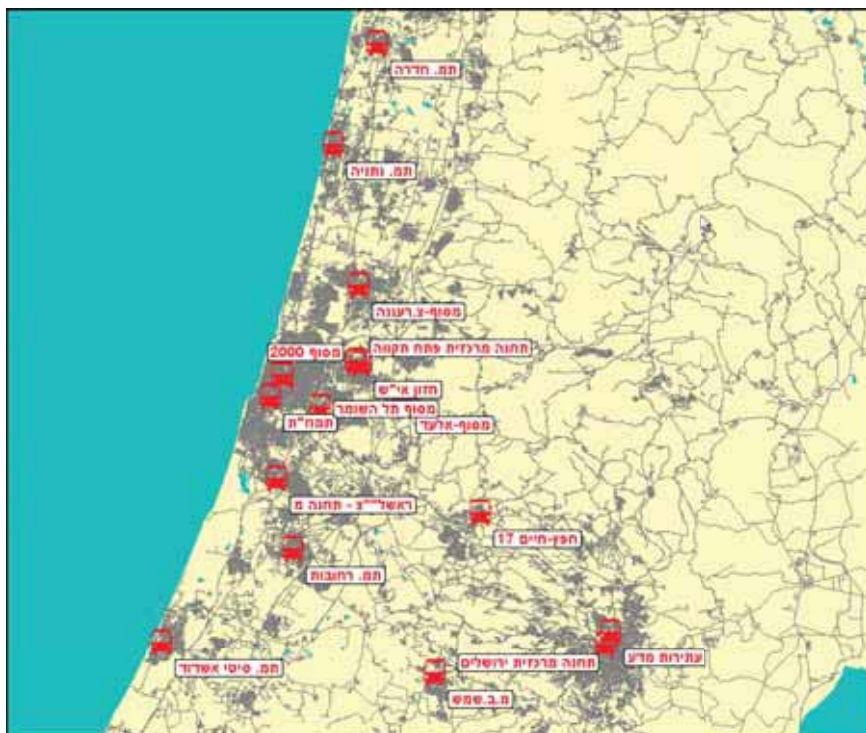 תמ. חדרה
תמ. נתניה
מסוף-צ.רעננה
תחנה מרכזית פתח תקווה
מסוף 2000
חזון אי"ש
מסוף תל השומר
מסוף-אלעד
תמח"ת
ראשל""צ - תחנה מ
חפץ-חיים 17
תמ. רחובות
עתירות מדע
תחנה מרכזית ירושלים
תמ. סיטי אשדוד
מ.ב.שמש